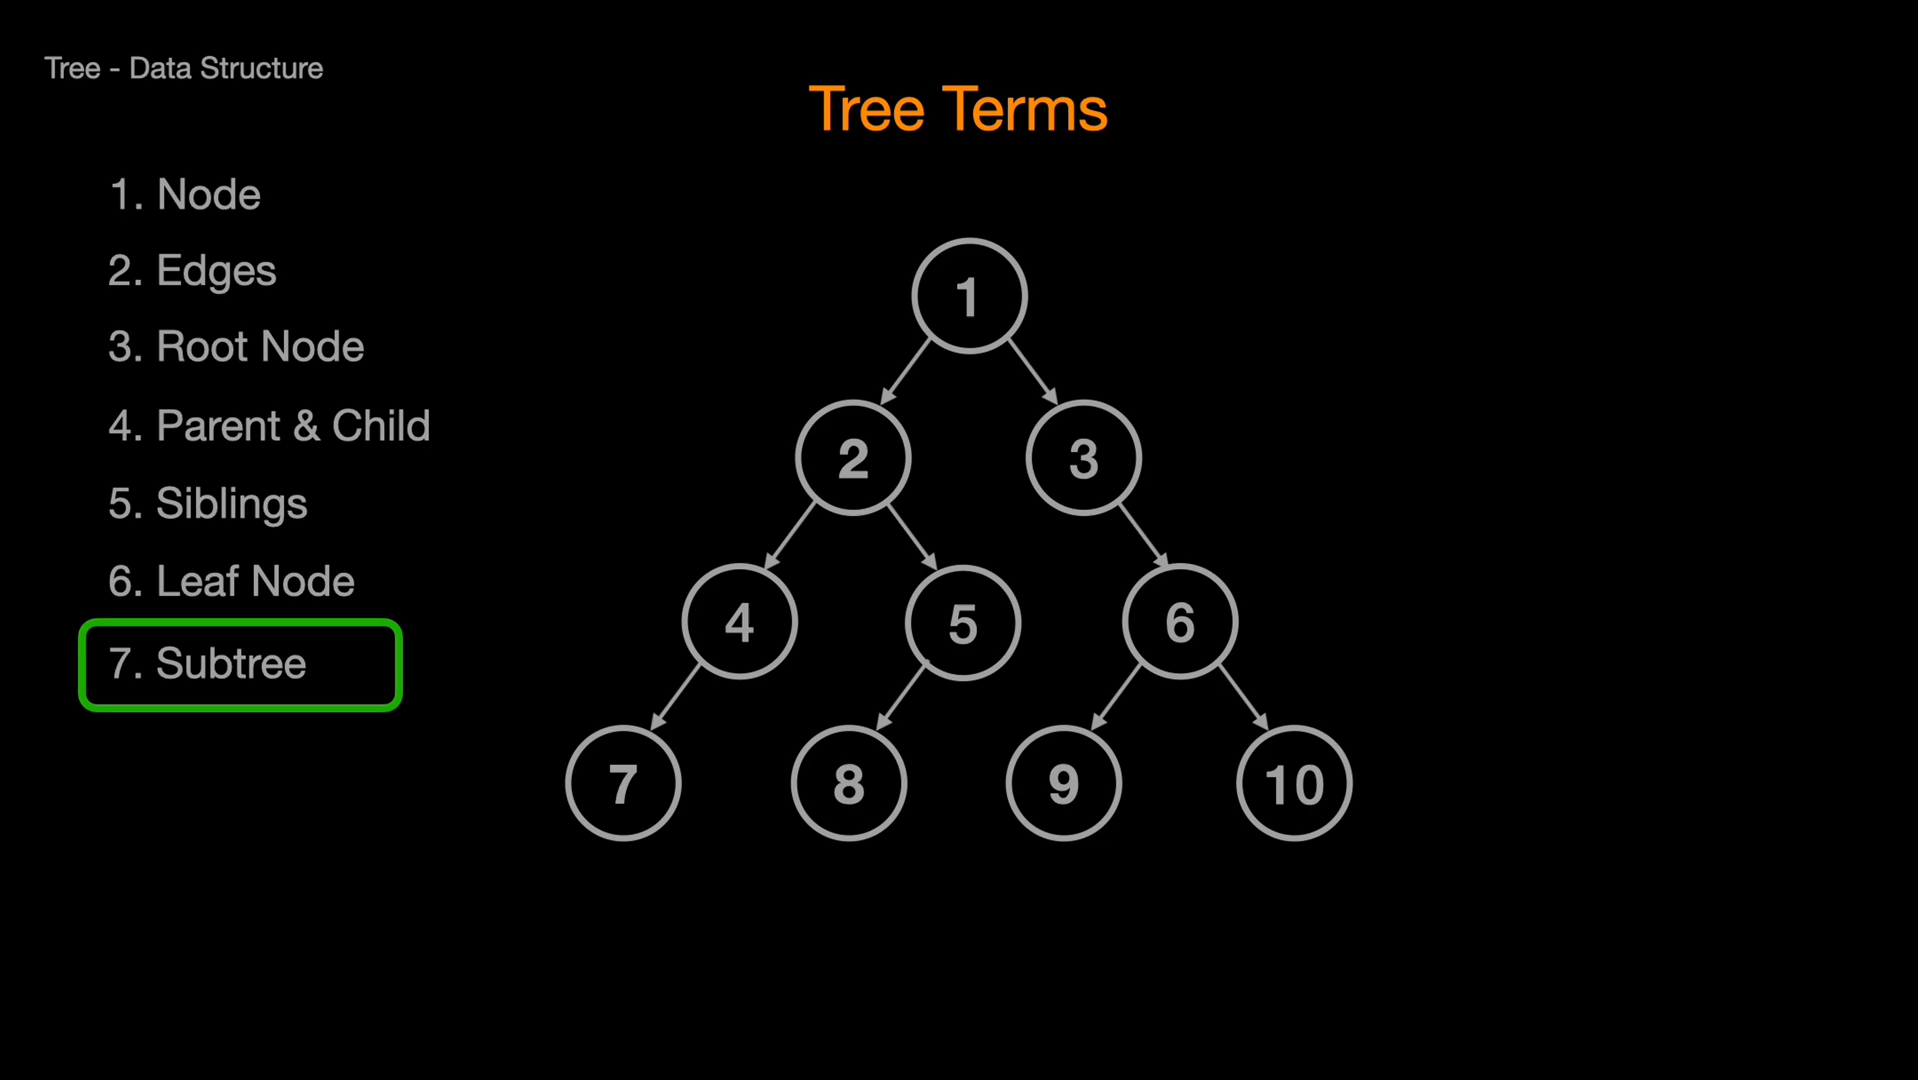 Tree - Data Structure
Tree Terms
1. Node
2. Edges
3. Root Node
4. Parent & Child
5. Siblings
6. Leaf Node
7. Subtree
1
2 3
4 5 6
7 8 9 10